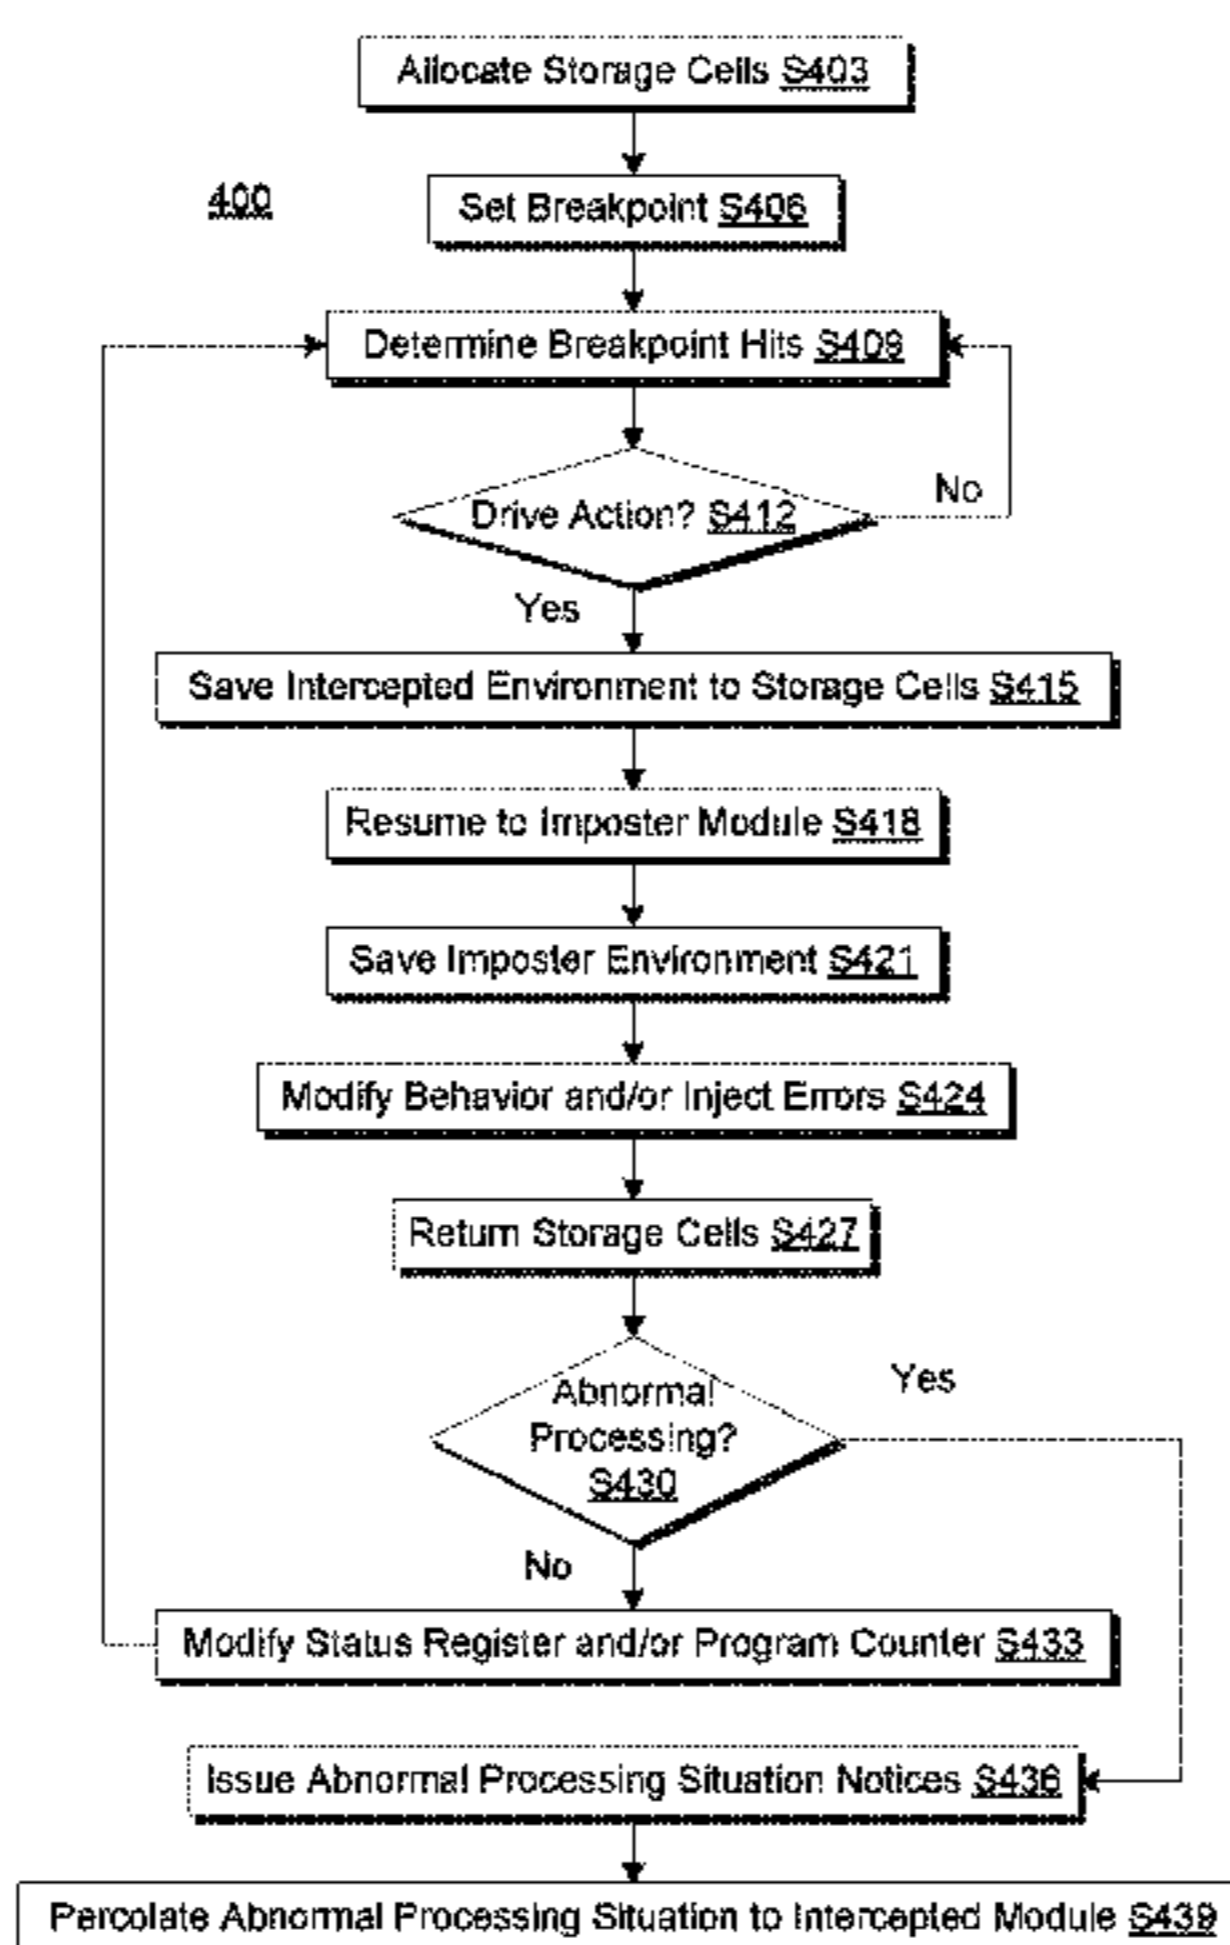 Allocate Storage Cells S403
400
Set Breakpoint S406
Determine Breakpoint Hits S409
No
Drive Action? S412
Yes
Save Intercepted Environment to Storage Cells S415
Resume to Imposter Module S418
Save Imposter Environment S421
Modify Behavior and/or Inject Errors S424
Return Storage Cells S427
Yes
Abnormal
Processing?
S430
No
Modify Status Register and/or Program Counter S433
Issue Abnormal Processing Situation Notices S436
Percolate Abnormal Processing Situation to Intercepted Module S439